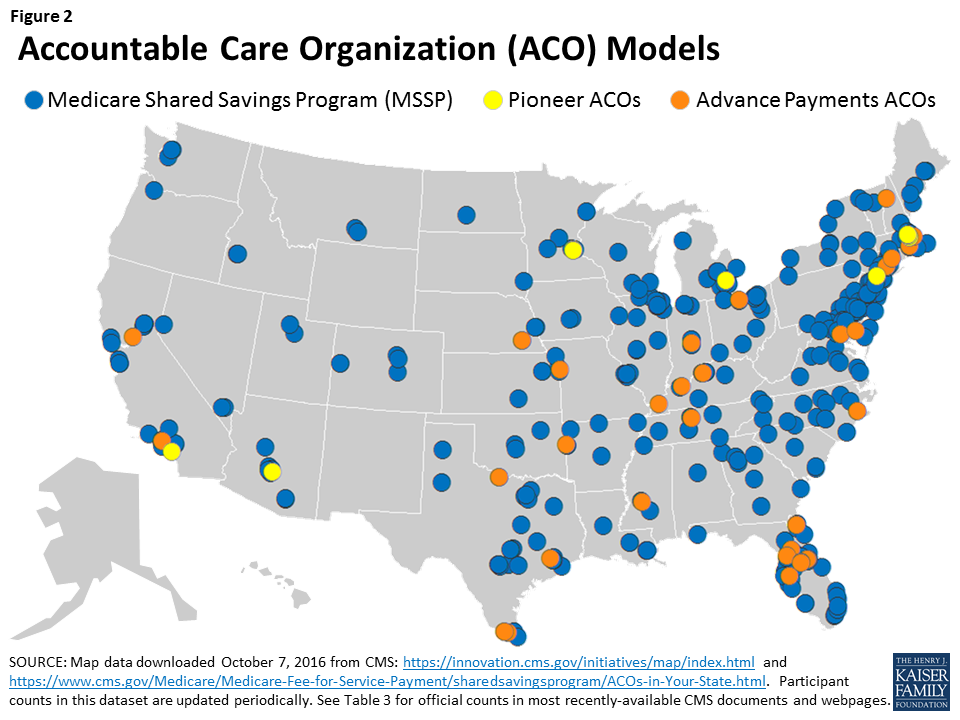 Figure 2
Accountable Care Organization (ACO) Models
Medicare Shared Savings Program (MSSP) Pioneer ACOs Advance Payments ACOs
SOURCE: Map data downloaded October 7, 2016 from CMS: https://innovation.cms.gov/initiatives/map/index.html and
https://www.cms.gov/Medicare/Medicare-Fee-for-Service-Payment/sharedsavingsprogram/ACOs-in-Your-State.html. Participant
counts in this dataset are updated periodically. See Table 3 for official counts in most recently-available CMS documents and webpages.
THE HENRY J.
KAISER
FAMILY
FOUNDATION